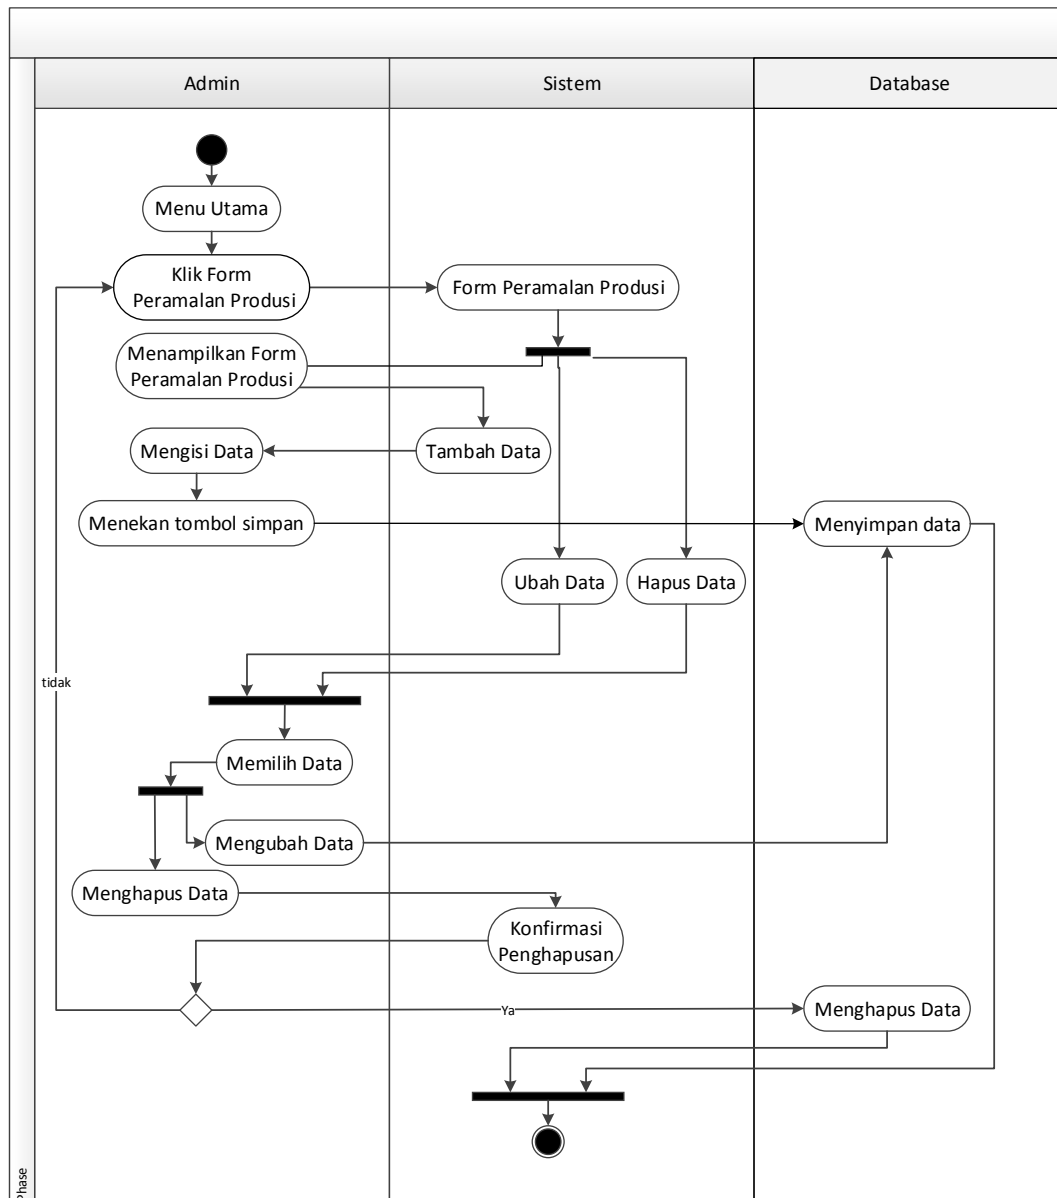 Admin
Sistem
Database
Menu Utama
Klik Form
Peramalan Produsi
Form Peramalan Produsi
Menampilkan Form
Peramalan Produsi
Mengisi Data
Tambah Data
Menekan tombol simpan
Menyimpan data
Ubah Data
Hapus Data
tidak
Memilih Data
Mengubah Data
Menghapus Data
Konfirmasi
Penghapusan
Ya
Menghapus Data
Phase